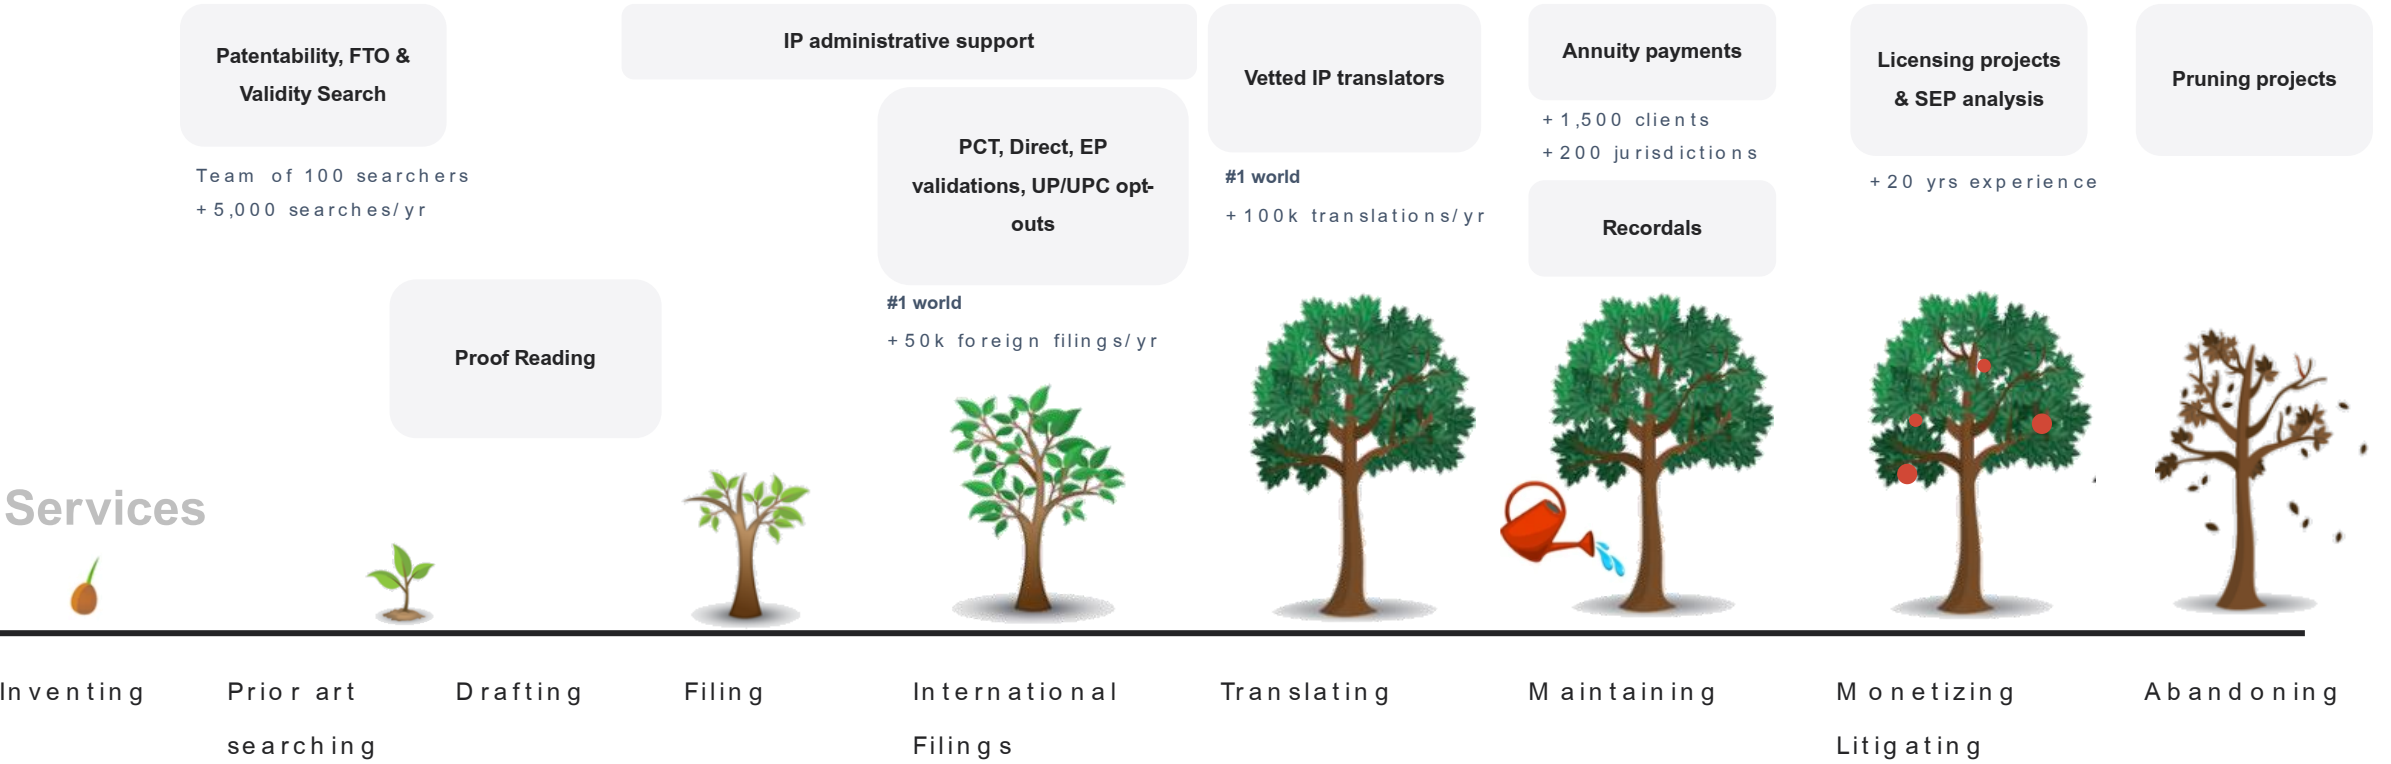 Patentability, FTO &
Validity Search
Team of 100 searchers
+5,000 searches/yr
Proof Reading
IP administrative support
PCT, Direct, EP
validations, UP/UPC opt-
outs
#1 world
+50k foreign filings/yr
Vetted IP translators
#1 world
+100k translations/yr
Annuity payments
+1,500 clients
+200 jurisdictions
Recordals
Licensing projects
& SEP analysis
+20 yrs experience
Pruning projects
Services
Inventing
Prior art
searching
Drafting
Filing
International
Filings
Translating
Maintaining
Monetizing
Litigating
Abandoning